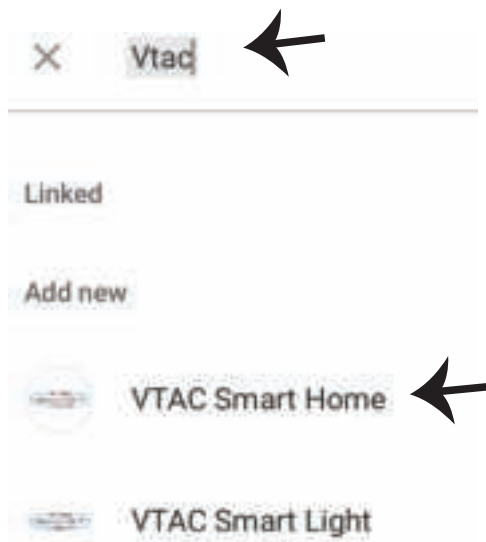 Vtac
Linked
Add new
VTAC Smart Home
VTAC Smart Light